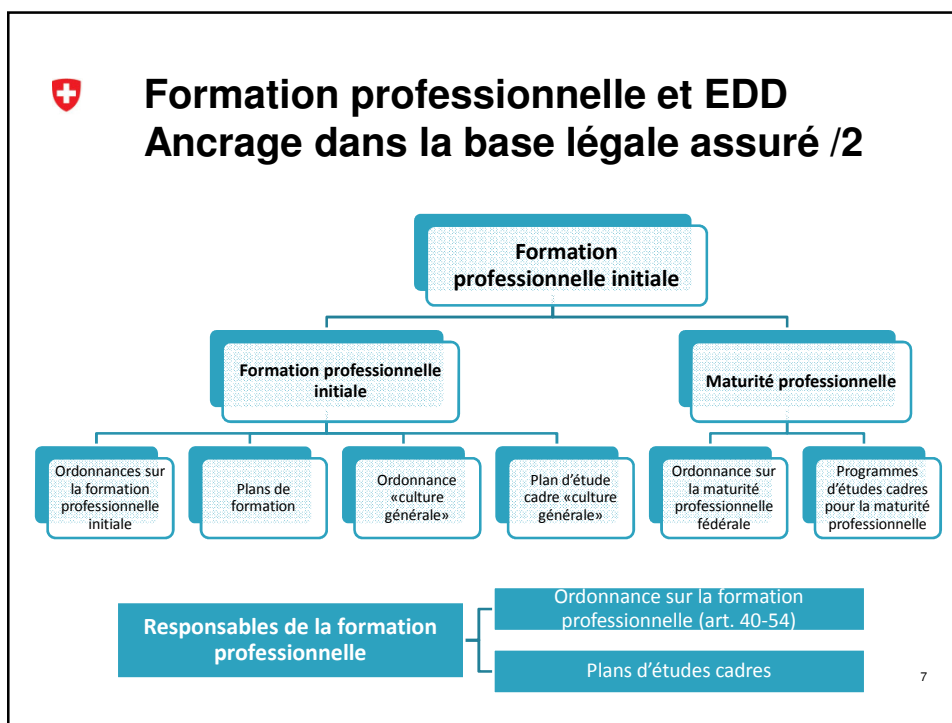 Formation professionnelle et EDD
Ancrage dans la base légale assuré /2
Formation
professionnelle initiale
Formation professionnelle
initiale
Maturité professionnelle
Ordonnances sur
la formation
professionnelle
initiale
Plans de
formation
Ordonnance
«culture
générale»
Plan d'étude
cadre «culture
générale»
Ordonnance sur
la maturité
professionnelle
fédérale
Programmes
d'études cadres
pour la maturité
professionnelle
Responsables de la formation
professionnelle
Ordonnance sur la formation
professionnelle (art. 40-54)
Plans d'études cadres
7